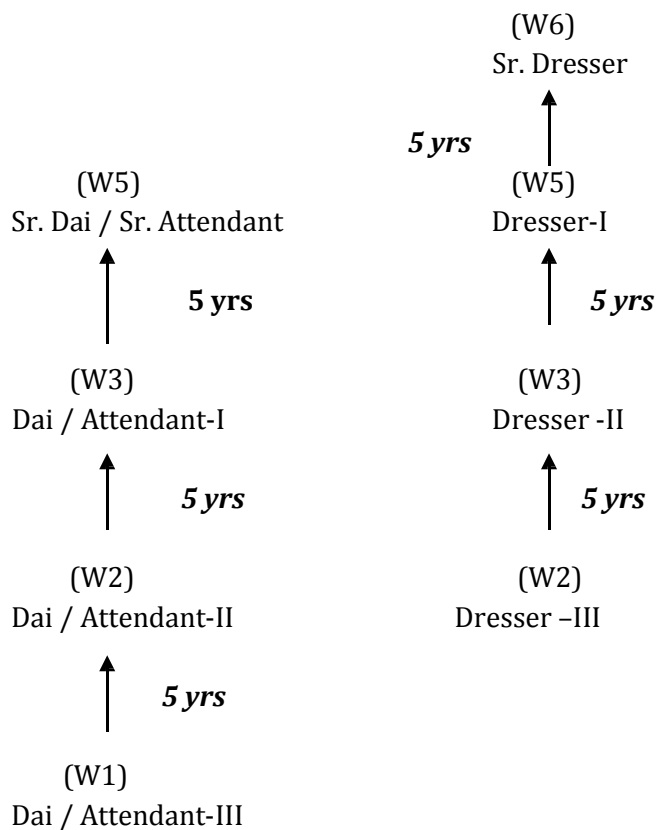 (W6)
Sr. Dresser
5 yrs
(W5)
Sr. Dai / Sr. Attendant
(W5)
Dresser-I
5 yrs
5 yrs
(W3)
Dai / Attendant-I
(W3)
Dresser -II
5 yrs
5 yrs
(W2)
Dai / Attendant-II
(W2)
Dresser –III
5 yrs
(W1)
Dai / Attendant-III